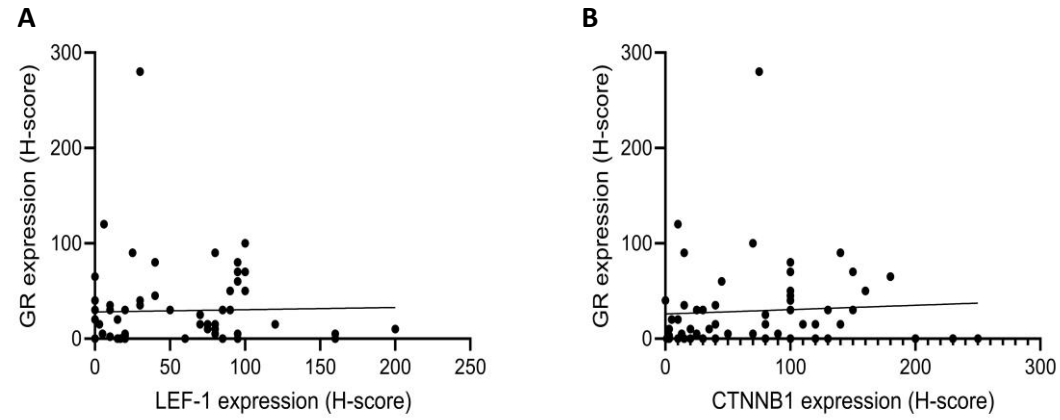 A
GR expression (H-score)
300
200
100
0
0 50 100 150 200 250
LEF-1 expression (H-score)
B
GR expression (H-score)
300
200
100
0
0 100 200 300
CTNNB1 expression (H-score)